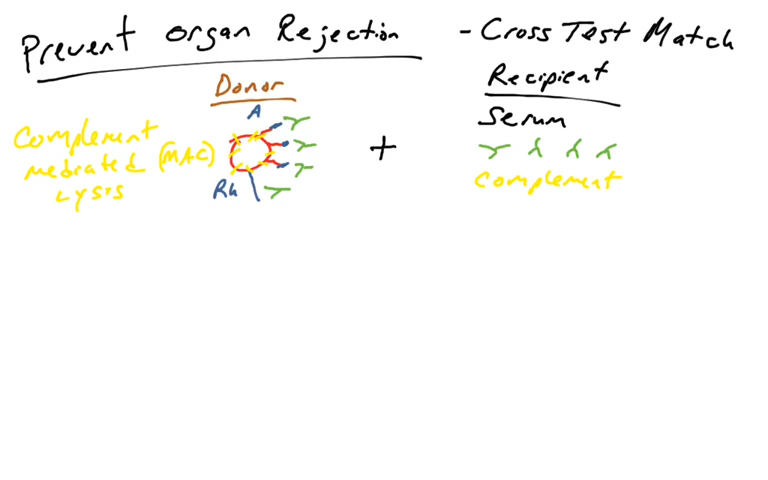 Prevent organ Rejection
- Cross Test Match
Donor
A
Rh
Complement
mediated (MAC)
Lysis
+
Recipient
Serum
Complement